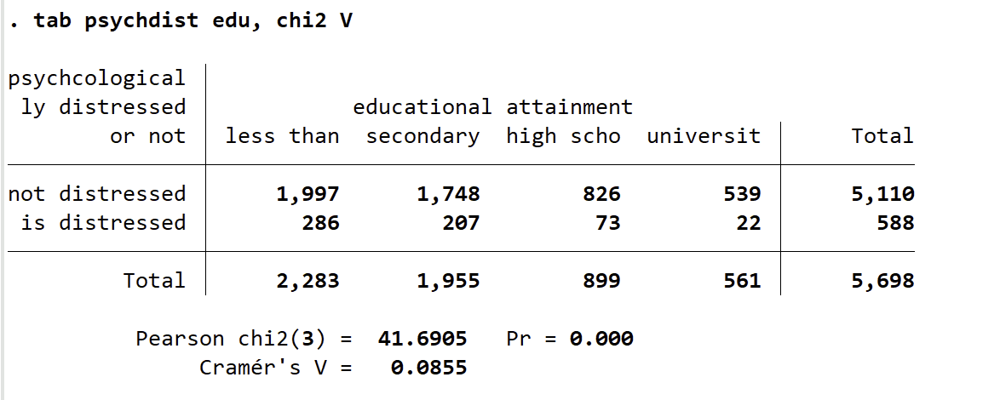 . tab psychdist edu, chi2 V
psychcological
ly distressed educational attainment
or not less than secondary high scho universit Total
not distressed 1,997 1,748 826 539 5,110
is distressed 286 207 73 22 588
Total 2,283 1,955 899 561 5,698
Pearson chi2(3) = 41.6905 Pr = 0.000
Cramér's V = 0.0855